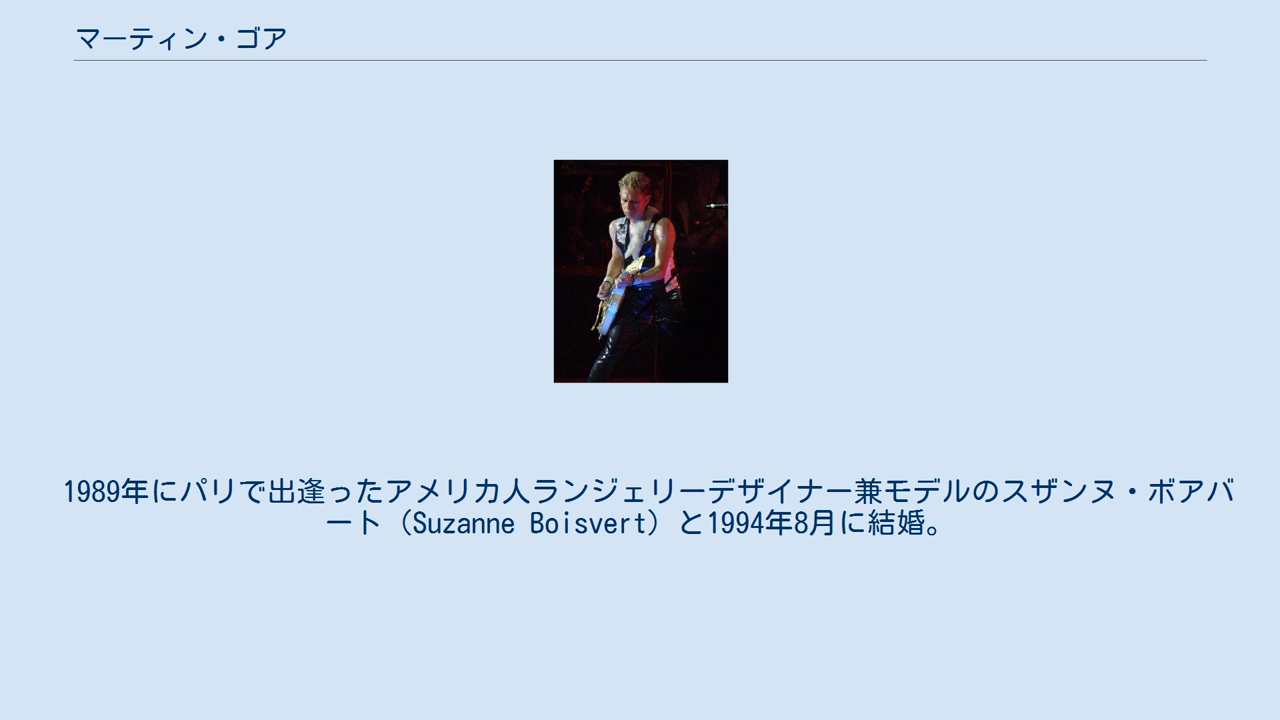 マーティン・ゴア
1989年にパリで出逢ったアメリカ人ランジェリーデザイナー兼モデルのスザンヌ・ボアバ
ート（Suzanne Boisvert）と1994年8月に結婚。